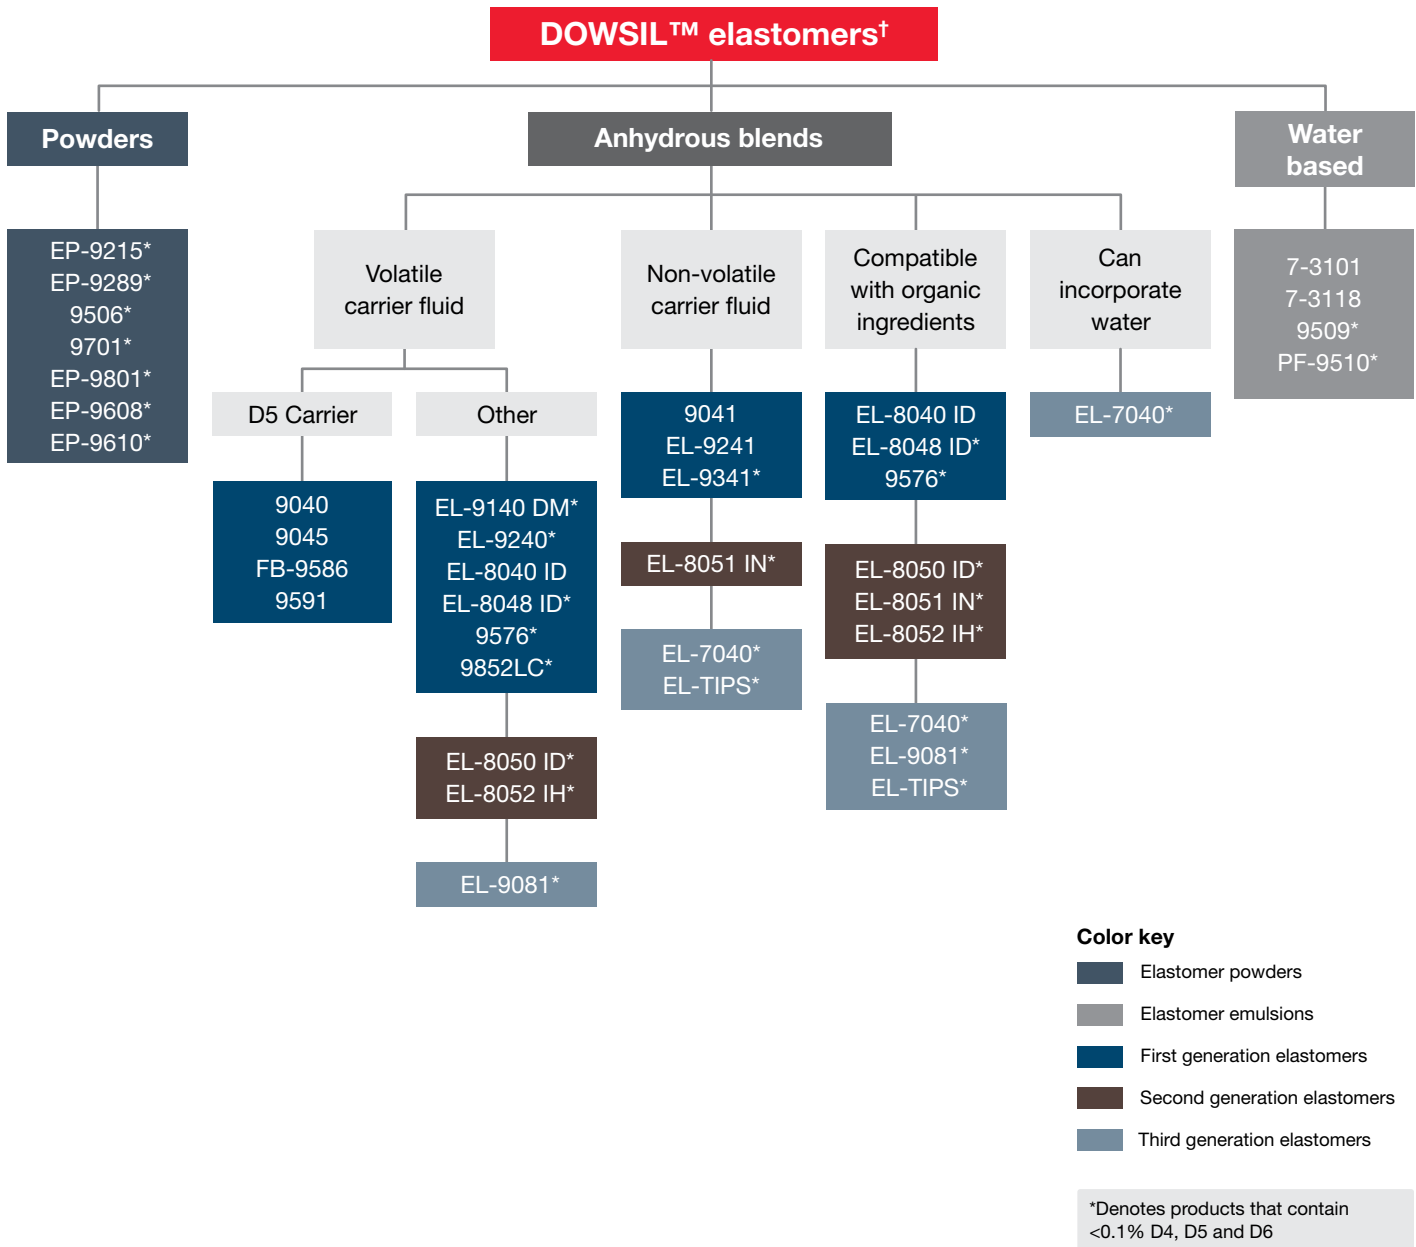 DOWSIL™ elastomers†
Powders
Anhydrous blends
Water
based
EP-9215*
EP-9289*
9506*
9701*
EP-9801*
EP-9608*
EP-9610*
Volatile
carrier fluid
D5 Carrier
9040
9045
FB-9586
9591
Other
EL-9140 DM*
EL-9240*
EL-8040 ID
EL-8048 ID*
9576*
9852LC*
EL-8050 ID*
EL-8052 IH*
EL-9081*
Non-volatile
carrier fluid
9041
EL-9241
EL-9341*
EL-8051 IN*
EL-7040*
EL-TIPS*
Compatible
with organic
ingredients
EL-8040 ID
EL-8048 ID*
9576*
EL-8050 ID*
EL-8051 IN*
EL-8052 IH*
EL-7040*
EL-9081*
EL-TIPS*
Can
incorporate
water
EL-7040*
7-3101
7-3118
9509*
PF-9510*
Color key
Elastomer powders
Elastomer emulsions
First generation elastomers
Second generation elastomers
Third generation elastomers
*Denotes products that contain
<0.1% D4, D5 and D6